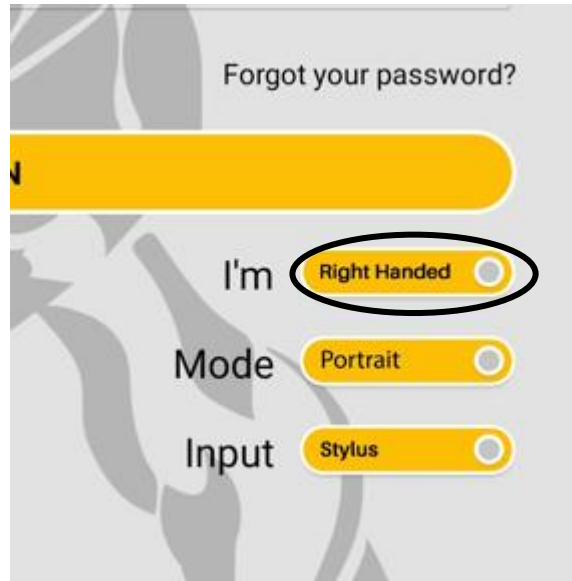 Forgot your password?
N
I'm Right Handed
Mode Portrait
Input Stylus